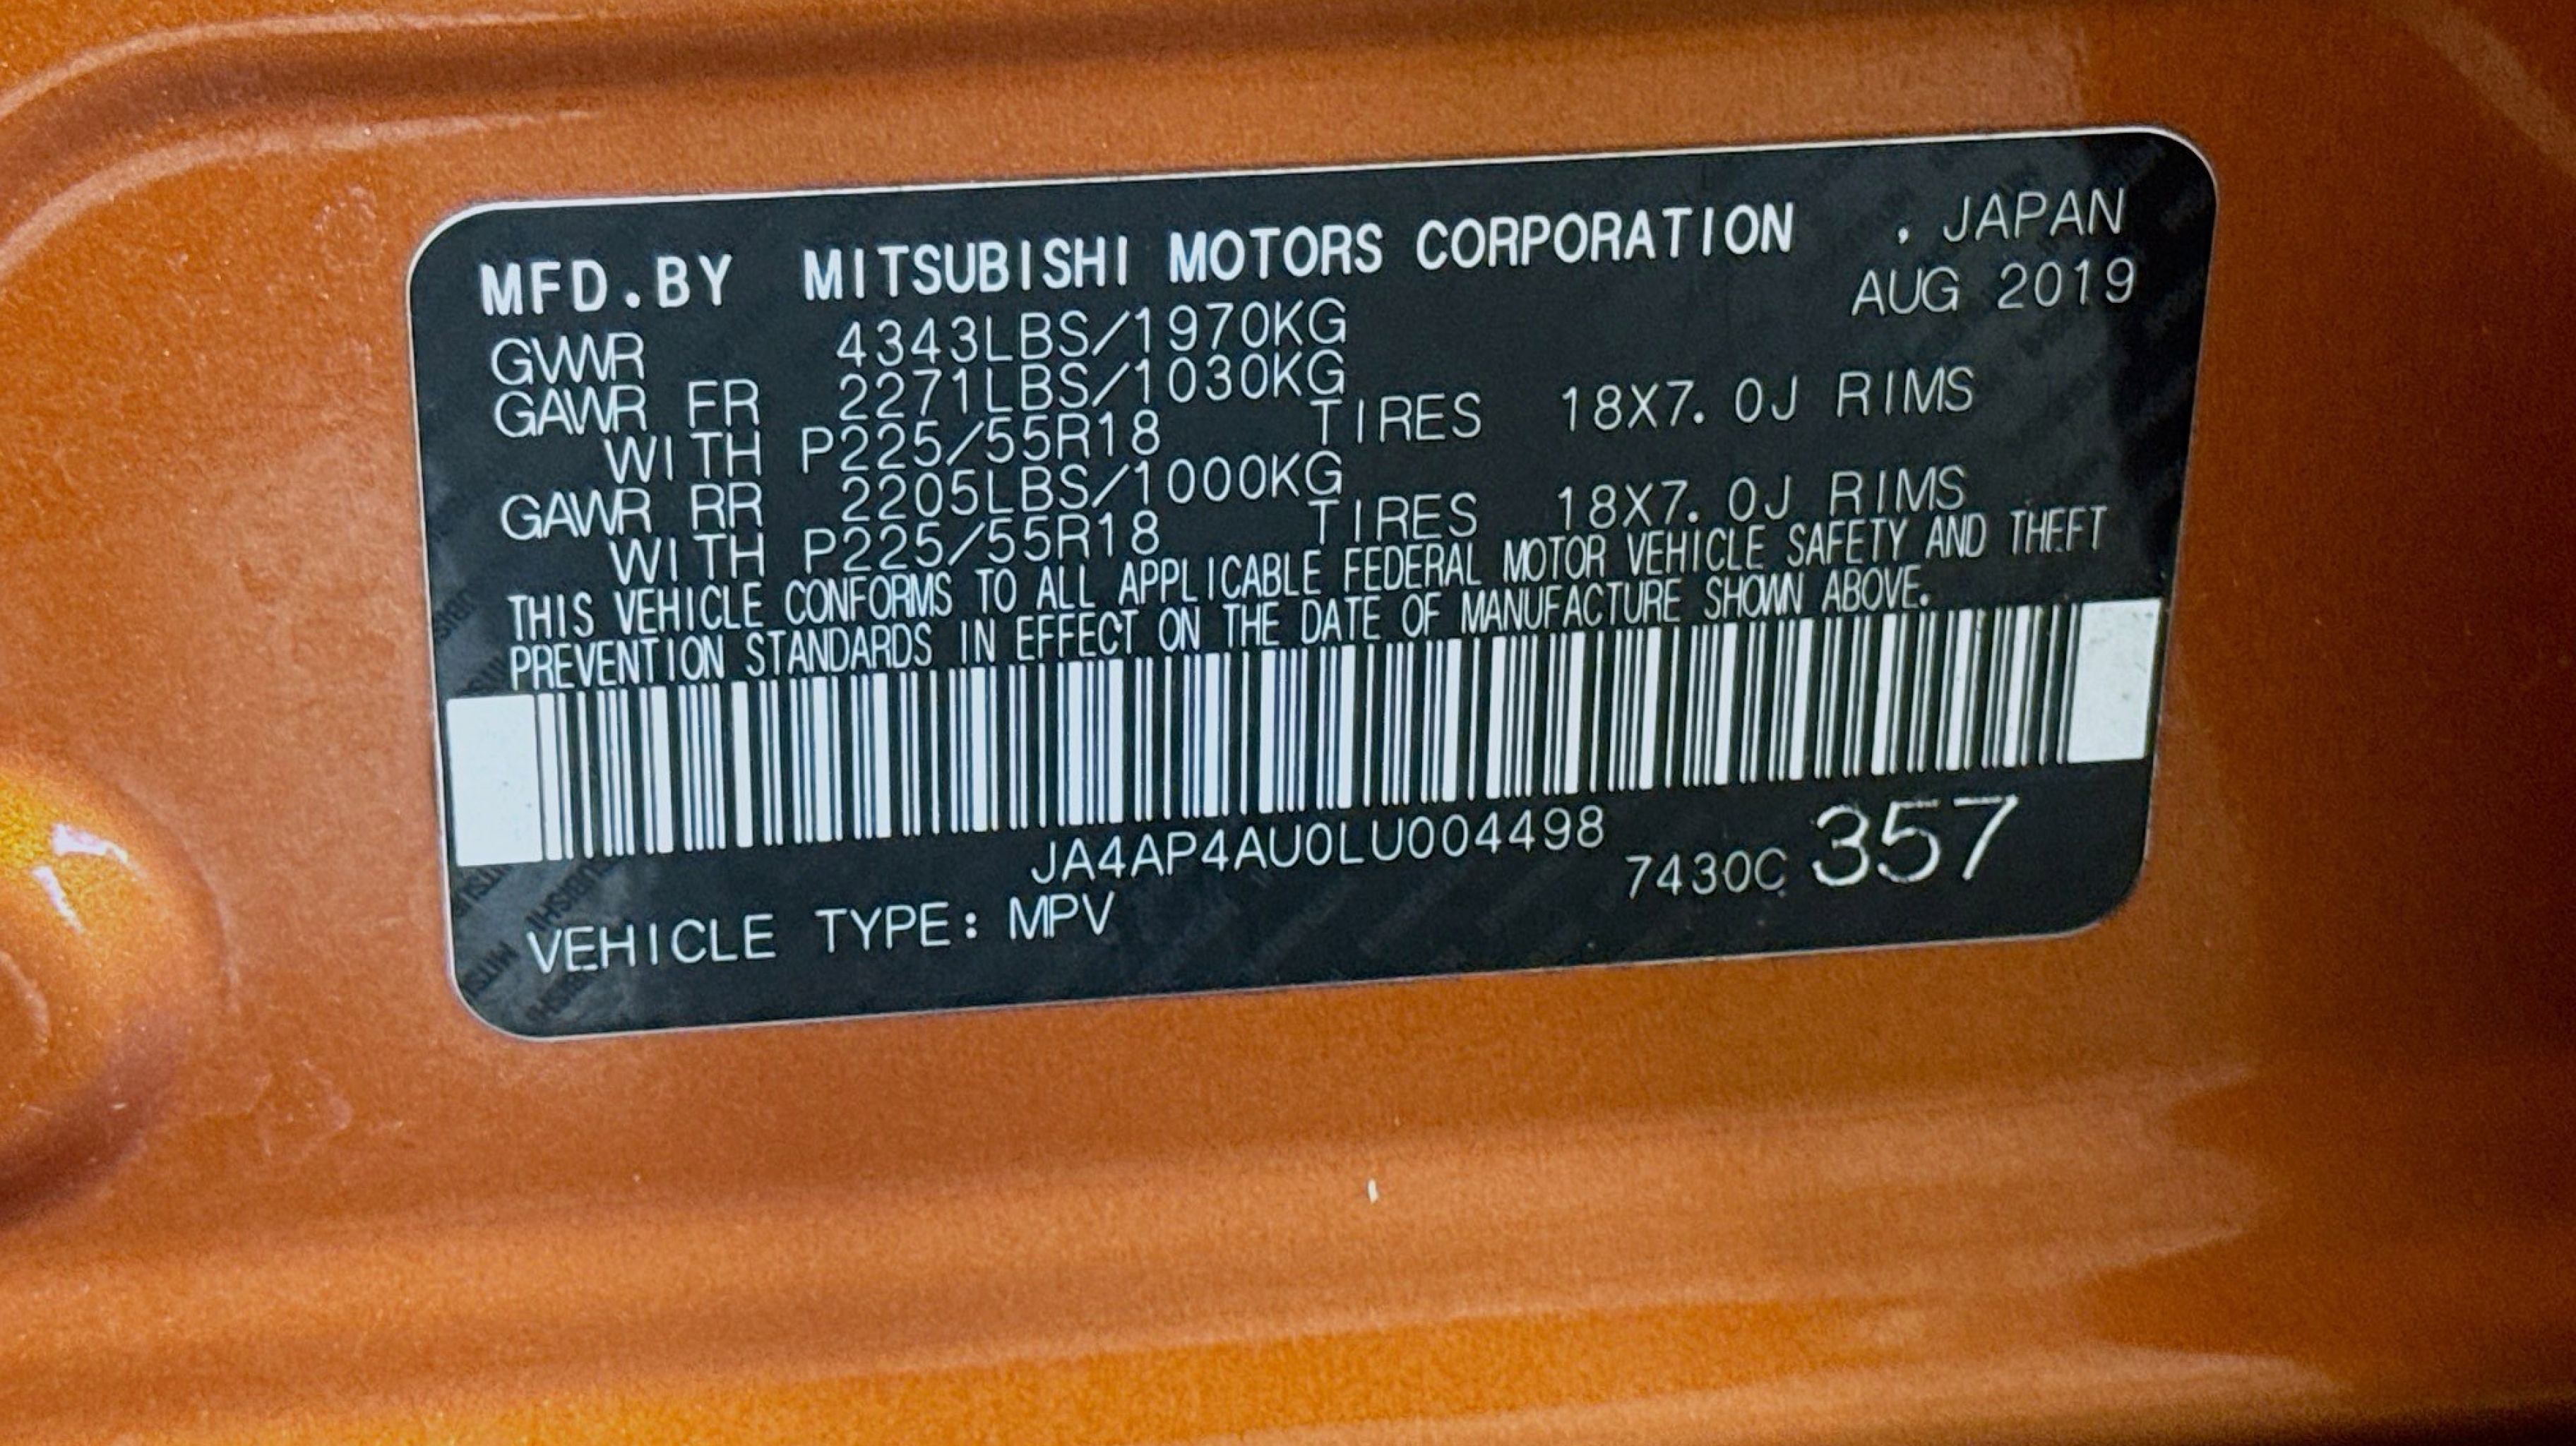 MFD.BY MITSUBISHI MOTORS CORPORATION . JAPAN
AUG 2019
GVWR 4343LBS/1970KG
GAWR FR 2271LBS/1030KG
WITH P225/55R18 TIRES 18X7.0J RIMS
GAWR RR 2205LBS/1000KG
WITH P225/55R18 TIRES 18X7.0J RIMS
THIS VEHICLE CONFORMS TO ALL APPLICABLE FEDERAL MOTOR VEHICLE SAFETY AND THEFT
PREVENTION STANDARDS IN EFFECT ON THE DATE OF MANUFACTURE SHOWN ABOVE.
JA4AP4AU0LU004498
7430C 357
VEHICLE TYPE: MPV